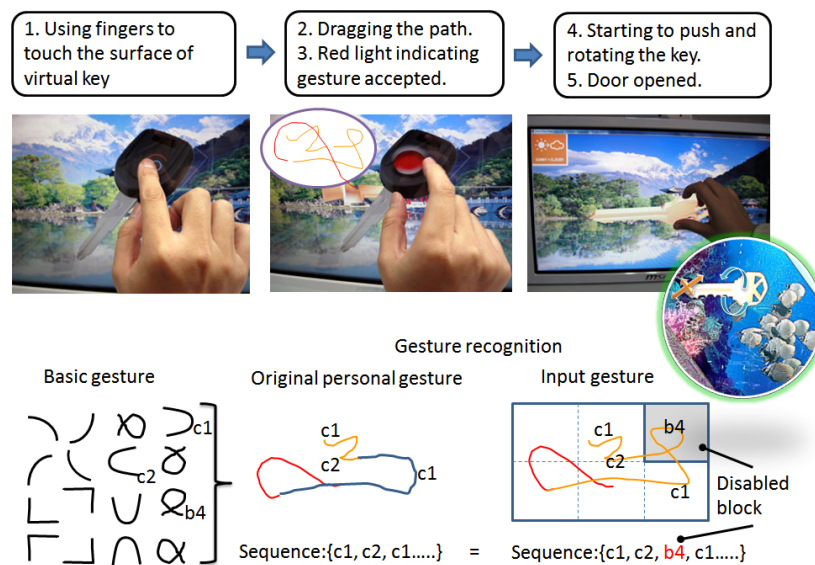 1. Using fingers to
touch the surface of
virtual key
2. Dragging the path.
3. Red light indicating
gesture accepted.
4. Starting to push and
rotating the key.
5. Door opened.
Gesture recognition
Basic gesture
Original personal gesture
Input gesture
c1
c2
b4
c1
c2
c1
c1
c2
b4
c1
Disabled
block
Sequence:{c1, c2, c1.....}
=
Sequence:{c1, c2, b4, c1.....}